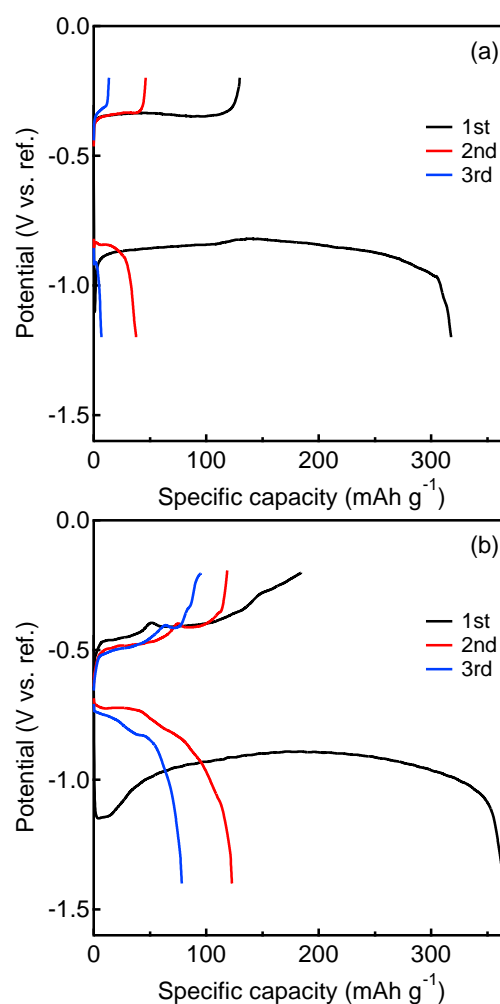 0.0
(a)
1st
2nd
3rd
-0.5
-1.0
-1.5
Potential (V vs. ref.)
0 100 200 300
Specific capacity (mAh g⁻¹)
0.0
(b)
1st
2nd
3rd
-0.5
-1.0
-1.5
Potential (V vs. ref.)
0 100 200 300
Specific capacity (mAh g⁻¹)